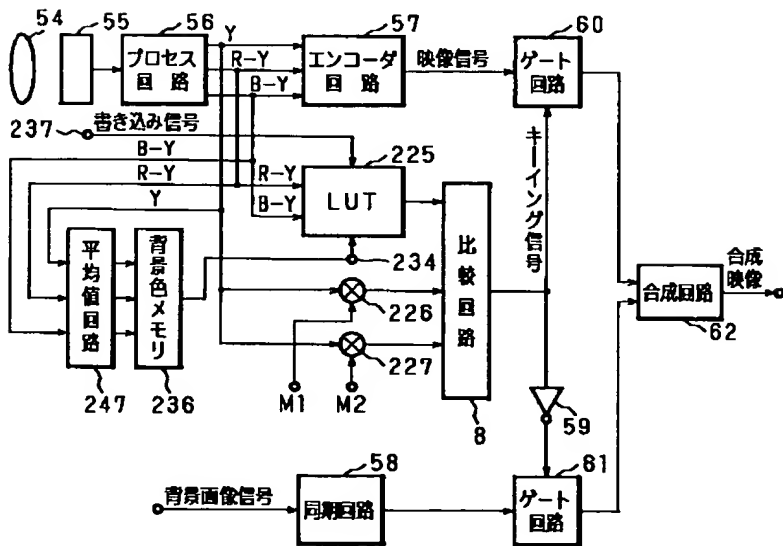 54
55
56
Y
57
60
プロセス
回路
R-Y
B-Y
エンコーダ
回路
映像信号
ゲート
回路
237
書き込み信号
B-Y
R-Y
Y
225
R-Y
B-Y
LUT
キーイング信号
234
平均値回路
背景色メモリ
226
227
比較回路
合成回路
合成
映像
62
247
236
M1
M2
8
59
58
61
背景画像信号
同期回路
ゲート
回路